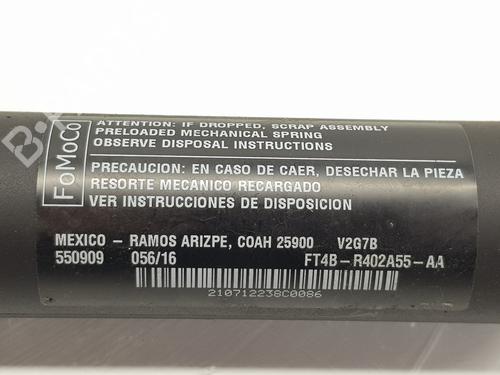 FoMoCo
ATTENTION: IF DROPPED, SCRAP ASSEMBLY
PRELOADED MECHANICAL SPRING
OBSERVE DISPOSAL INSTRUCTIONS
PRECAUCION: EN CASO DE CAER, DESECHAR LA PIEZA
RESORTE MECANICO RECARGADO
VER INSTRUCCIONES DE DISPOSICION
MEXICO - RAMOS ARIZPE, COAH 25900 V2G7B
550909 056/16 FT4B-R402A55-AA
210712238C0086